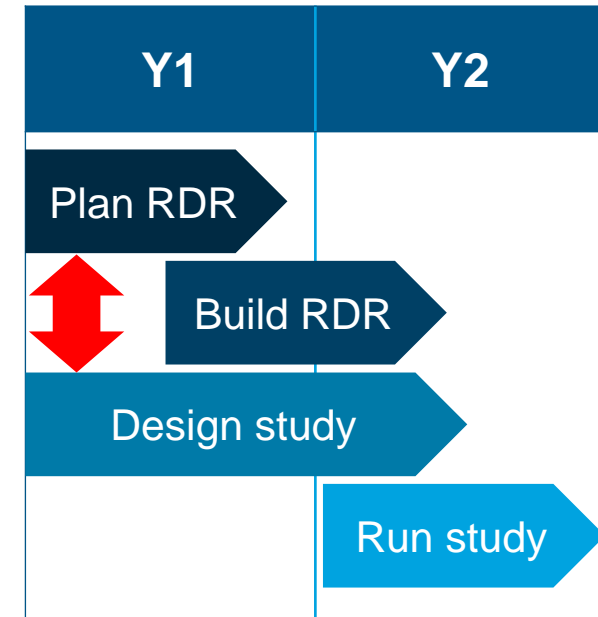 Y1 Y2
Plan RDR
Build RDR
Design study
Run study